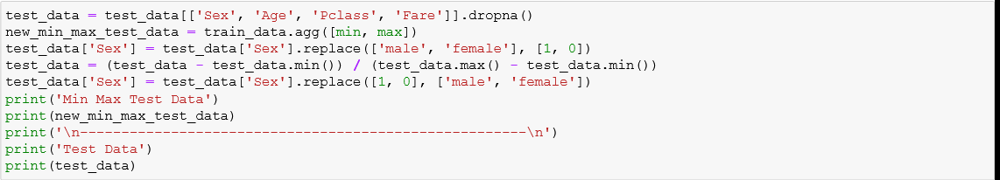 test_data = test_data[['Sex', 'Age', 'Pclass', 'Fare']].dropna()
new_min_max_test_data = train_data.agg([min, max])
test_data['Sex'] = test_data['Sex'].replace(['male', 'female'], [1, 0])
test_data = (test_data - test_data.min()) / (test_data.max() - test_data.min())
test_data['Sex'] = test_data['Sex'].replace([1, 0], ['male', 'female'])
print('Min Max Test Data')
print(new_min_max_test_data)
print('\n------------------------------------------------------\n')
print('Test Data')
print(test_data)